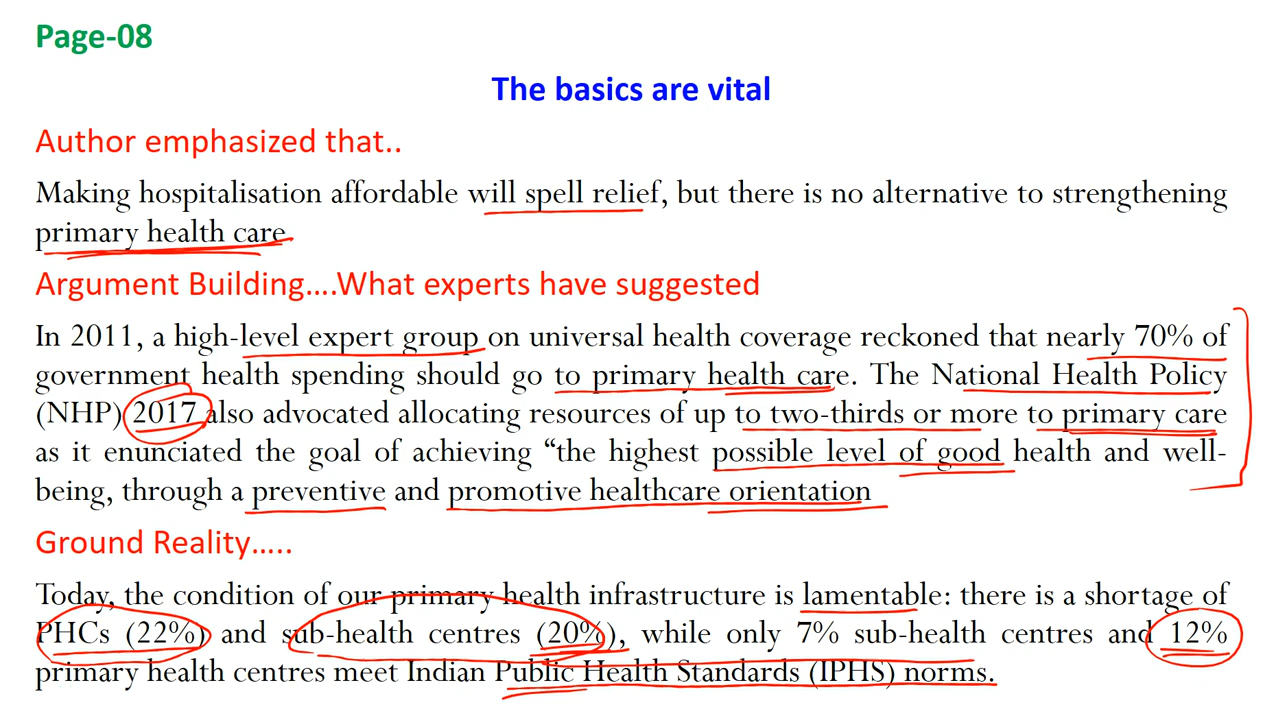 Page-08
The basics are vital
Author emphasized that..
Making hospitalisation affordable will spell relief, but there is no alternative to strengthening
primary health care.
Argument Building....What experts have suggested
In 2011, a high-level expert group on universal health coverage reckoned that nearly 70% of
government health spending should go to primary health care. The National Health Policy
(NHP) 2017 also advocated allocating resources of up to two-thirds or more to primary care
as it enunciated the goal of achieving “the highest possible level of good health and well-
being, through a preventive and promotive healthcare orientation
Ground Reality…..
Today, the condition of our primary health infrastructure is lamentable: there is a shortage of
PHCs (22%) and sub-health centres (20%), while only 7% sub-health centres and 12%
primary health centres meet Indian Public Health Standards (IPHS) norms.